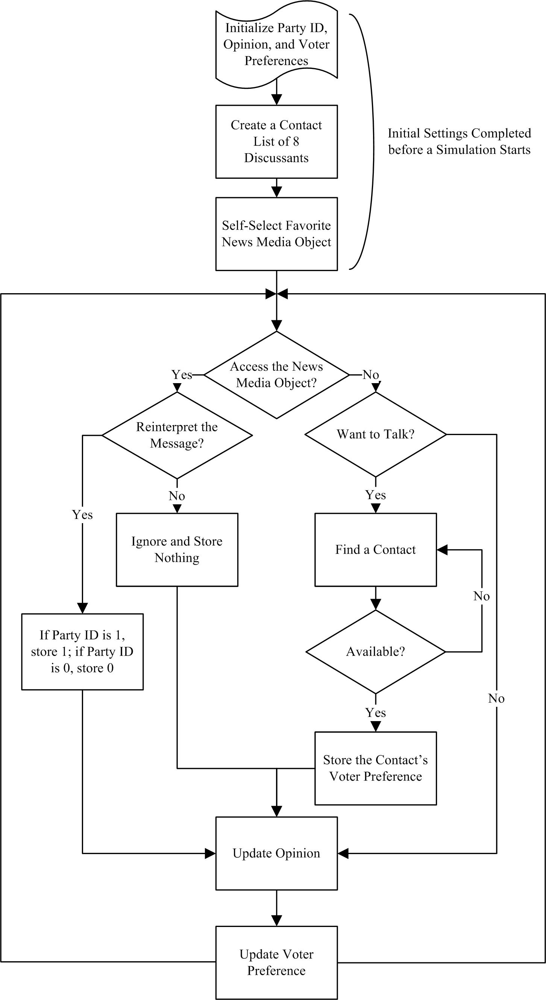 Initialize Party ID,
Opinion, and Voter
Preferences
Create a Contact
List of 8
Discussants
Initial Settings Completed
before a Simulation Starts
Self-Select Favorite
News Media Object
Access the News
Media Object?
Yes
No
Reinterpret the
Message?
Want to Talk?
No
Yes
Yes
Ignore and Store
Nothing
Find a Contact
No
If Party ID is 1,
store 1; if Party ID
is 0, store 0
Available?
No
Yes
Store the Contact’s
Voter Preference
Update Opinion
Update Voter
Preference